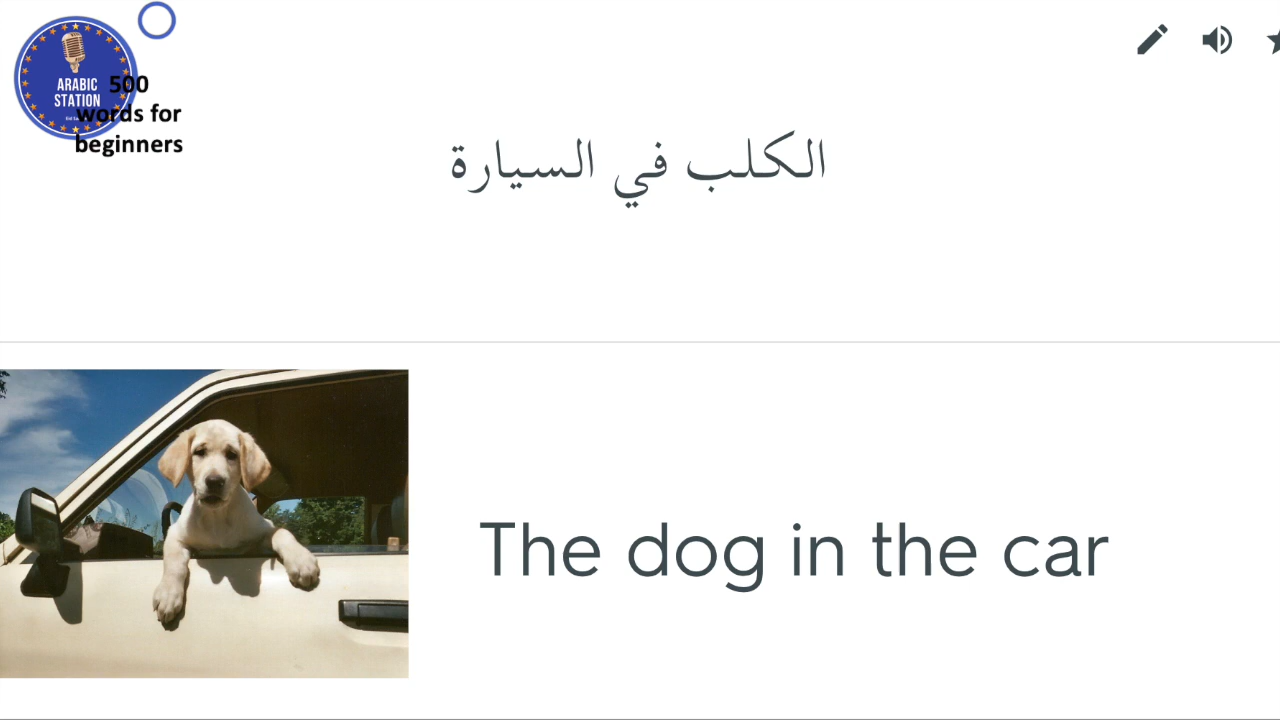 ARABIC
STATION
500
words for
beginners
الكلب في السيارة
The dog in the car